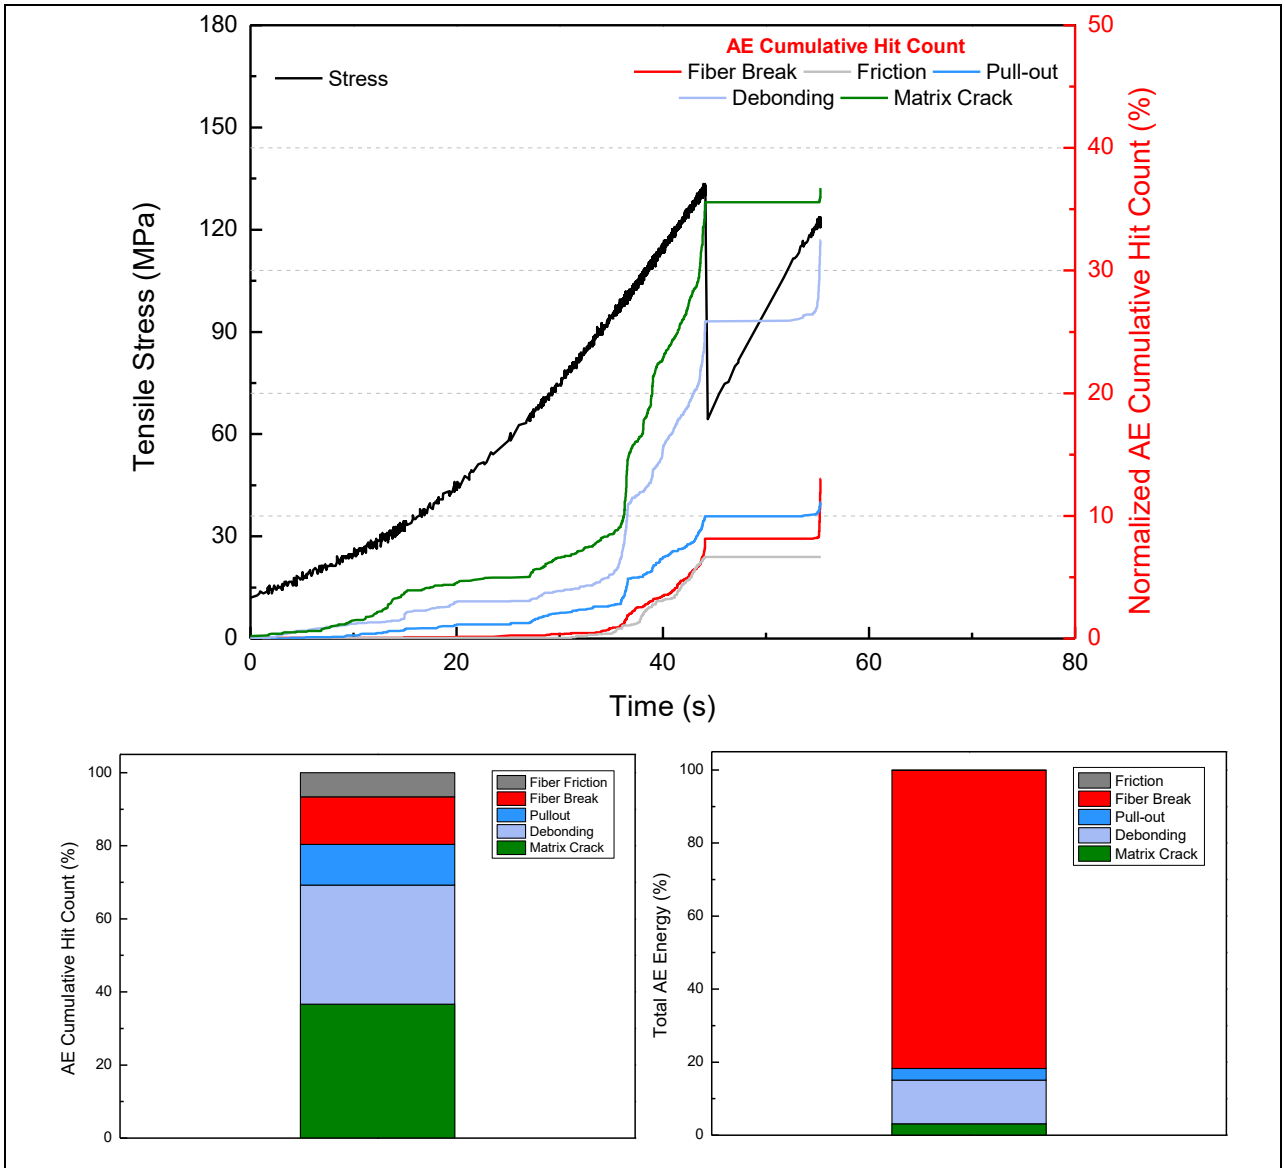 180
150
120
90
60
30
0
Tensile Stress (MPa)
Stress
AE Cumulative Hit Count
Fiber Break
Friction
Pull-out
Debonding
Matrix Crack
50
40
30
20
10
0
Normalized AE Cumulative Hit Count (%)
0
20
40
60
80
Time (s)
100
80
60
40
20
0
AE Cumulative Hit Count (%)
Fiber Friction
Fiber Break
Pullout
Debonding
Matrix Crack
100
80
60
40
20
0
Total AE Energy (%)
Friction
Fiber Break
Pull-out
Debonding
Matrix Crack